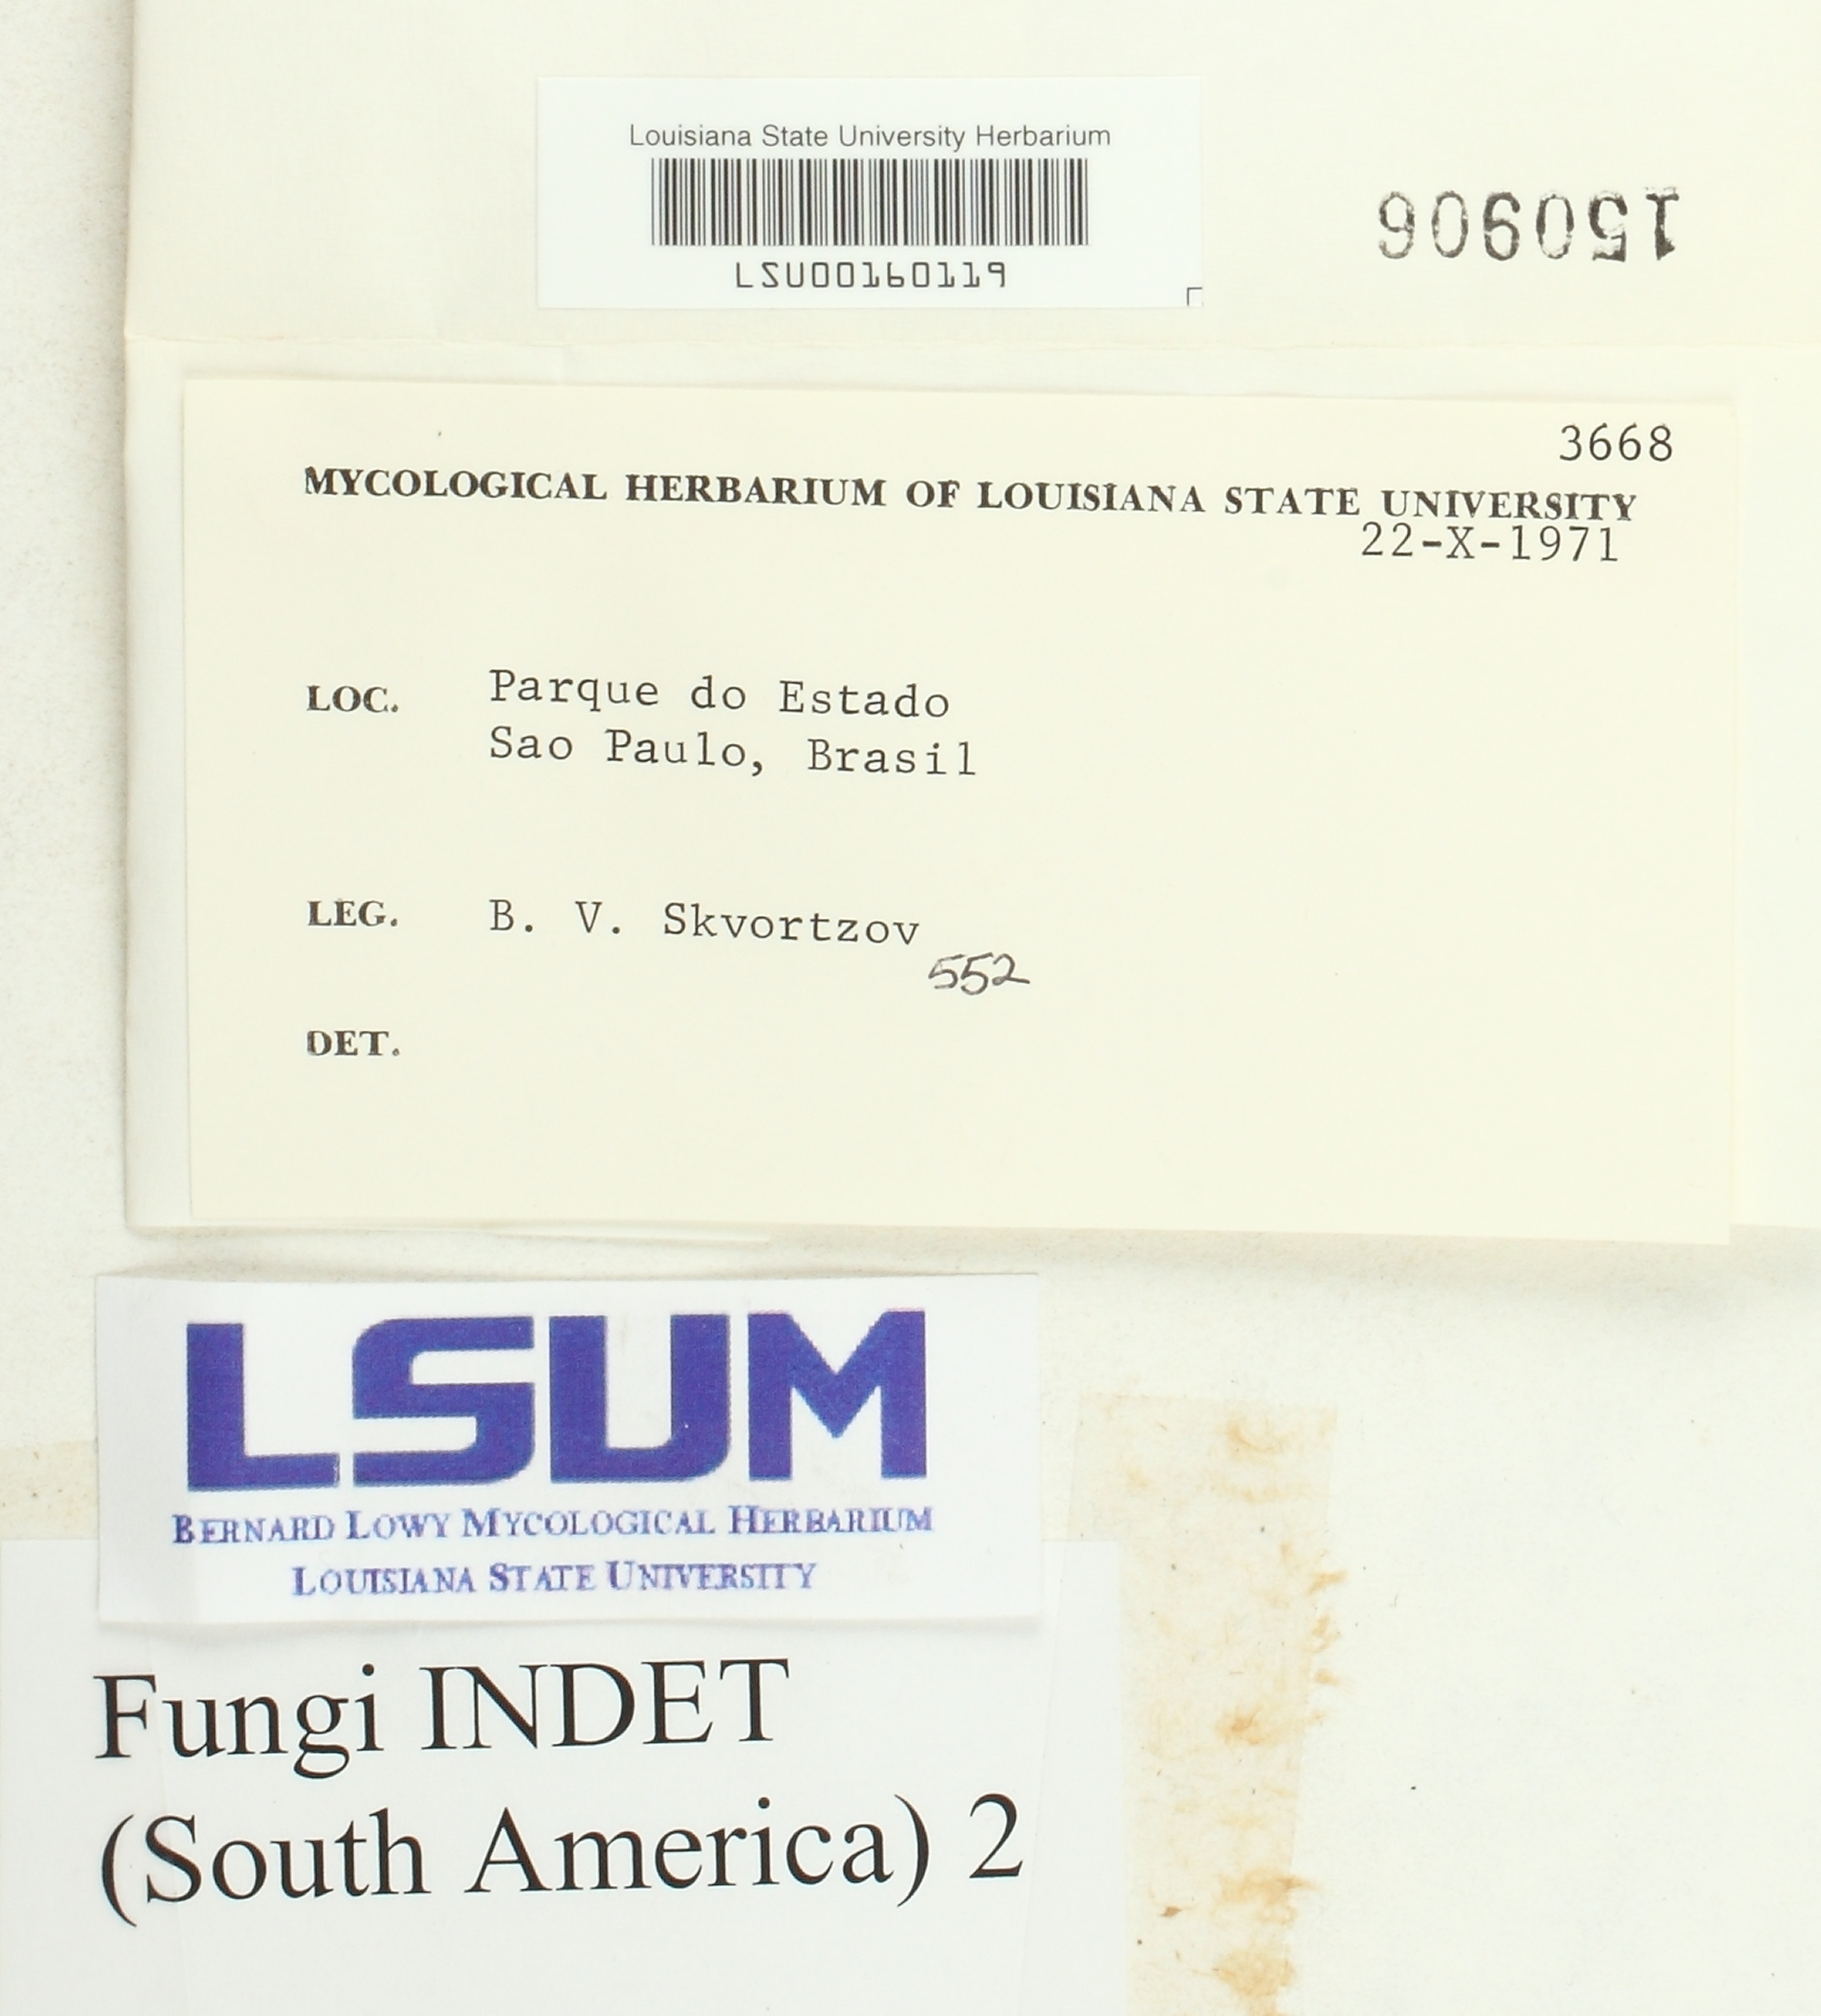 Louisiana State University Herbarium
LSU00160119
150906
3668
MYCOLOGICAL HERBARIUM OF LOUISIANA STATE UNIVERSITY
22-X-1971
LOC. Parque do Estado
Sao Paulo, Brasil
LEG. B. V. Skvortzov
552
DET.
LSUM
BERNARD LOWY MYCOLOGICAL HERBARIUM
LOUISIANA STATE UNIVERSITY
Fungi INDET
(South America) 2